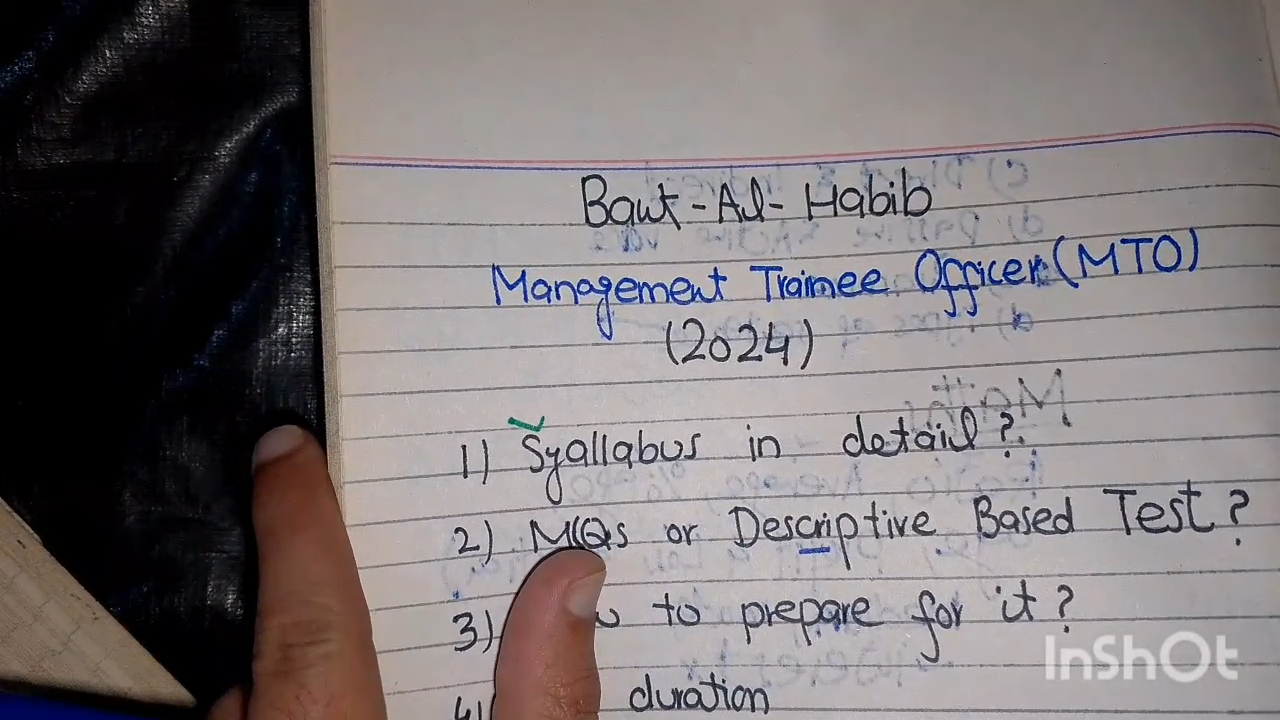 Baut-Al-Habib
Management Trainee Officer (MTO)
(2024)
1) Syallabus in detail?
2) MCQs or Descriptive Based Test?
3) to prepare for it?
4) duration
InShOt